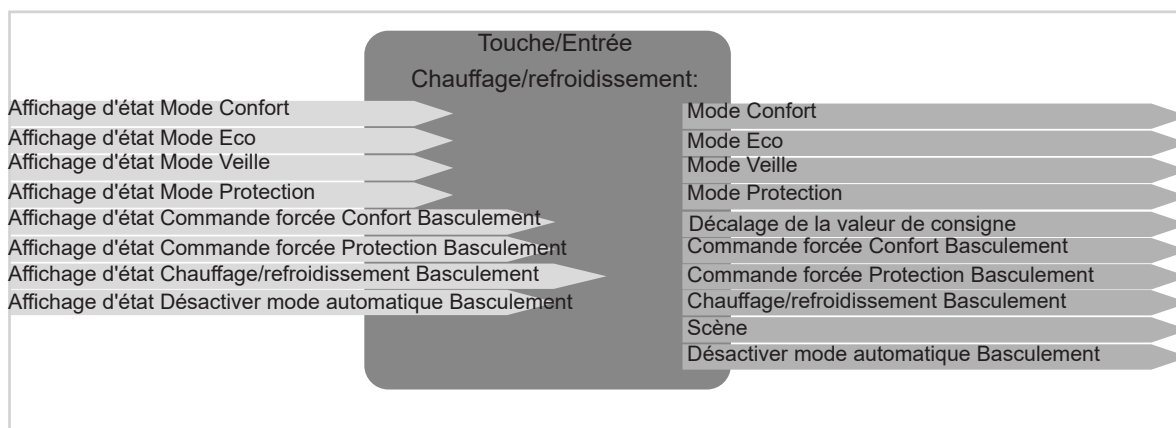 Touche/Entrée
Chauffage/refroidissement:
Affichage d'état Mode Confort
Affichage d'état Mode Eco
Affichage d'état Mode Veille
Affichage d'état Mode Protection
Affichage d'état Commande forcée Confort Basculement
Affichage d'état Commande forcée Protection Basculement
Affichage d'état Chauffage/refroidissement Basculement
Affichage d'état Désactiver mode automatique Basculement
Mode Confort
Mode Eco
Mode Veille
Mode Protection
Décalage de la valeur de consigne
Commande forcée Confort Basculement
Commande forcée Protection Basculement
Chauffage/refroidissement Basculement
Scène
Désactiver mode automatique Basculement